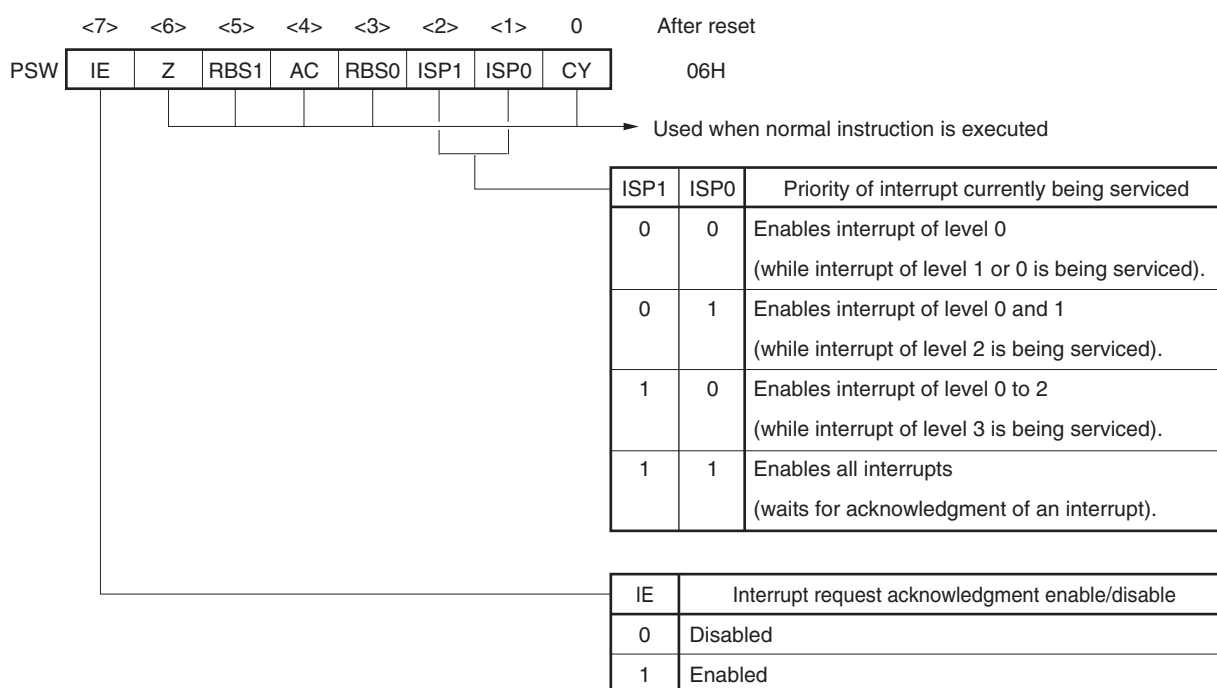 <7> <6> <5> <4> <3> <2> <1> 0 After reset
PSW IE Z RBS1 AC RBS0 ISP1 ISP0 CY 06H
Used when normal instruction is executed
ISP1 ISP0 Priority of interrupt currently being serviced
0 0 Enables interrupt of level 0
(while interrupt of level 1 or 0 is being serviced).
0 1 Enables interrupt of level 0 and 1
(while interrupt of level 2 is being serviced).
1 0 Enables interrupt of level 0 to 2
(while interrupt of level 3 is being serviced).
1 1 Enables all interrupts
(waits for acknowledgment of an interrupt).
IE Interrupt request acknowledgment enable/disable
0 Disabled
1 Enabled